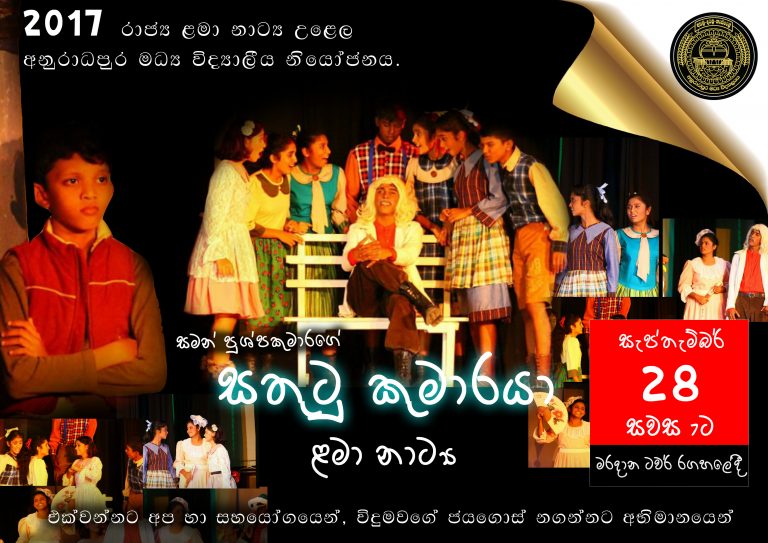 2017 රාජ්‍ය ළමා නාට්‍ය උළෙල
අනුරාධපුර මධ්‍ය විද්‍යාලීය නියෝජනය.
සමන් පුශ්පකුමාරගේ
සතුටු කුමාරයා
ළමා නාට්‍ය
සැප්තැම්බර්
28
සවස 7ට
මරදාන ටවර් රඟහලේදී
එක්වන්නට අප හා සහයෝගයෙන්, විදුමවගේ ජයගොස් නගන්නට අභිමානයෙන්